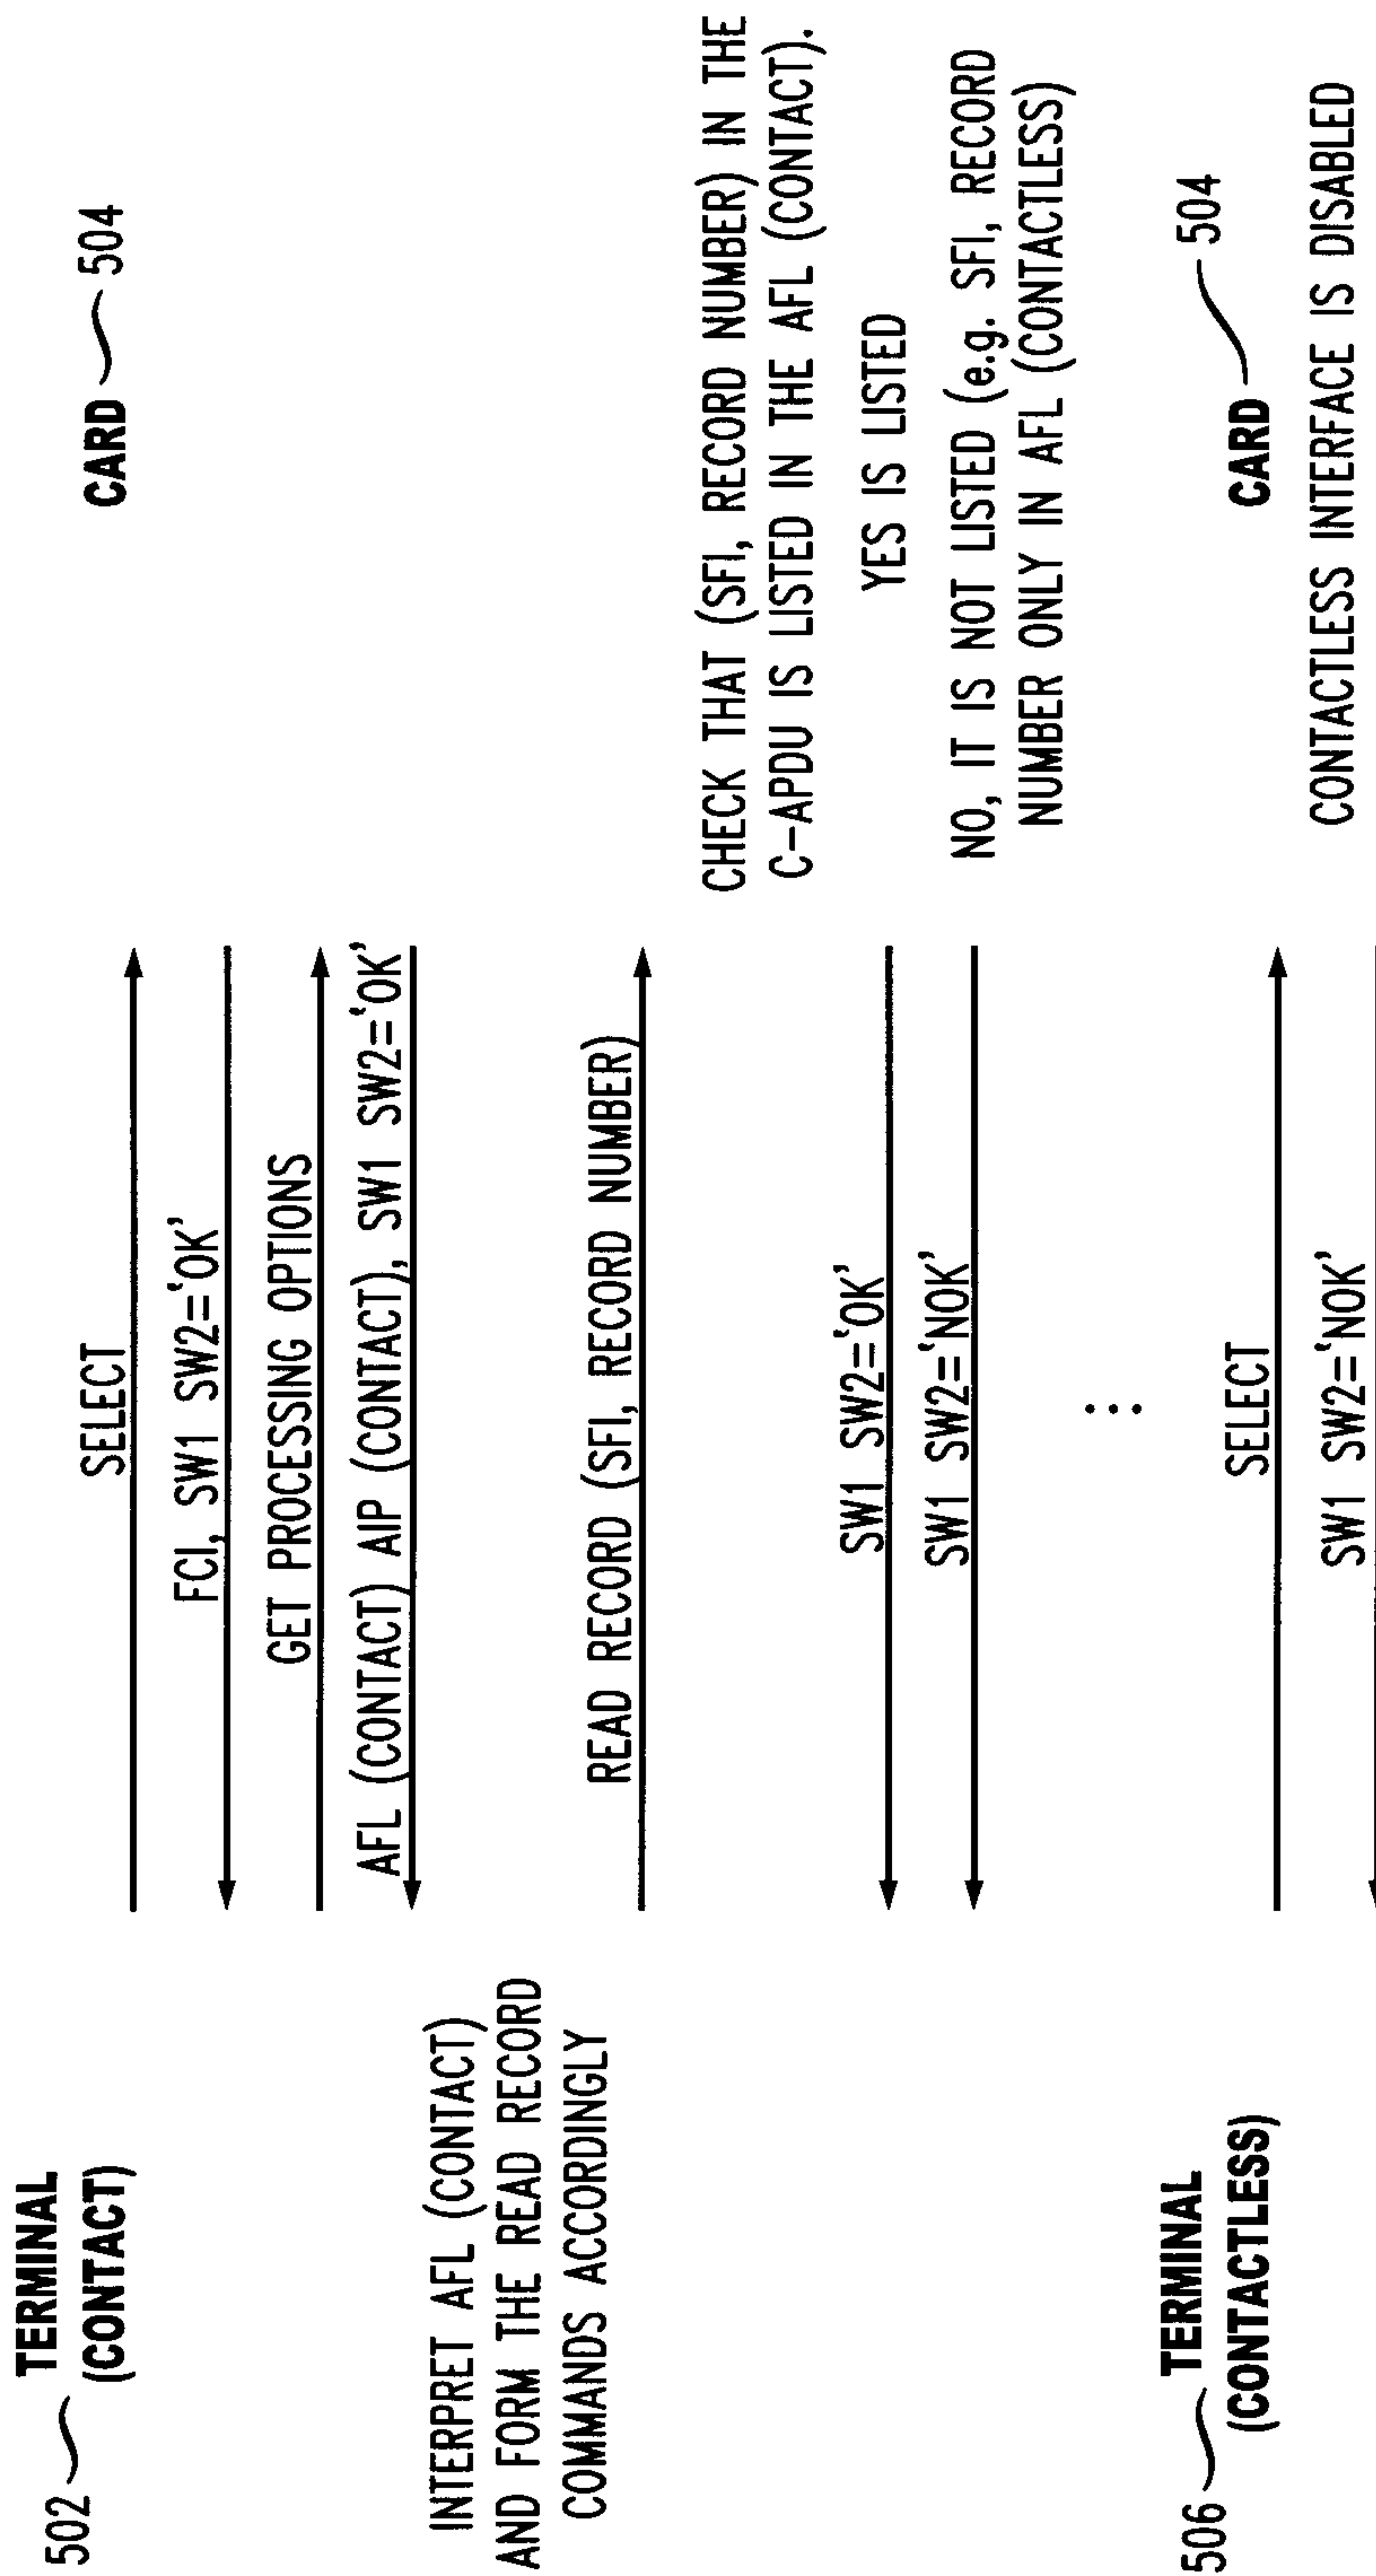 502
TERMINAL
(CONTACT)
CARD
504
SELECT
FCI, SW1 SW2=‘OK’
GET PROCESSING OPTIONS
AFL (CONTACT) AIP (CONTACT), SW1 SW2=‘OK’
INTERPRET AFL (CONTACT)
AND FORM THE READ RECORD
COMMANDS ACCORDINGLY
READ RECORD (SFI, RECORD NUMBER)
CHECK THAT (SFI, RECORD NUMBER) IN THE
C-APDU IS LISTED IN THE AFL (CONTACT).
SW1 SW2=‘OK’
YES IS LISTED
SW1 SW2=‘NOK’
NO, IT IS NOT LISTED (e.g. SFI, RECORD
NUMBER ONLY IN AFL (CONTACTLESS)
506
TERMINAL
(CONTACTLESS)
CARD
504
SELECT
SW1 SW2=‘NOK’
CONTACTLESS INTERFACE IS DISABLED